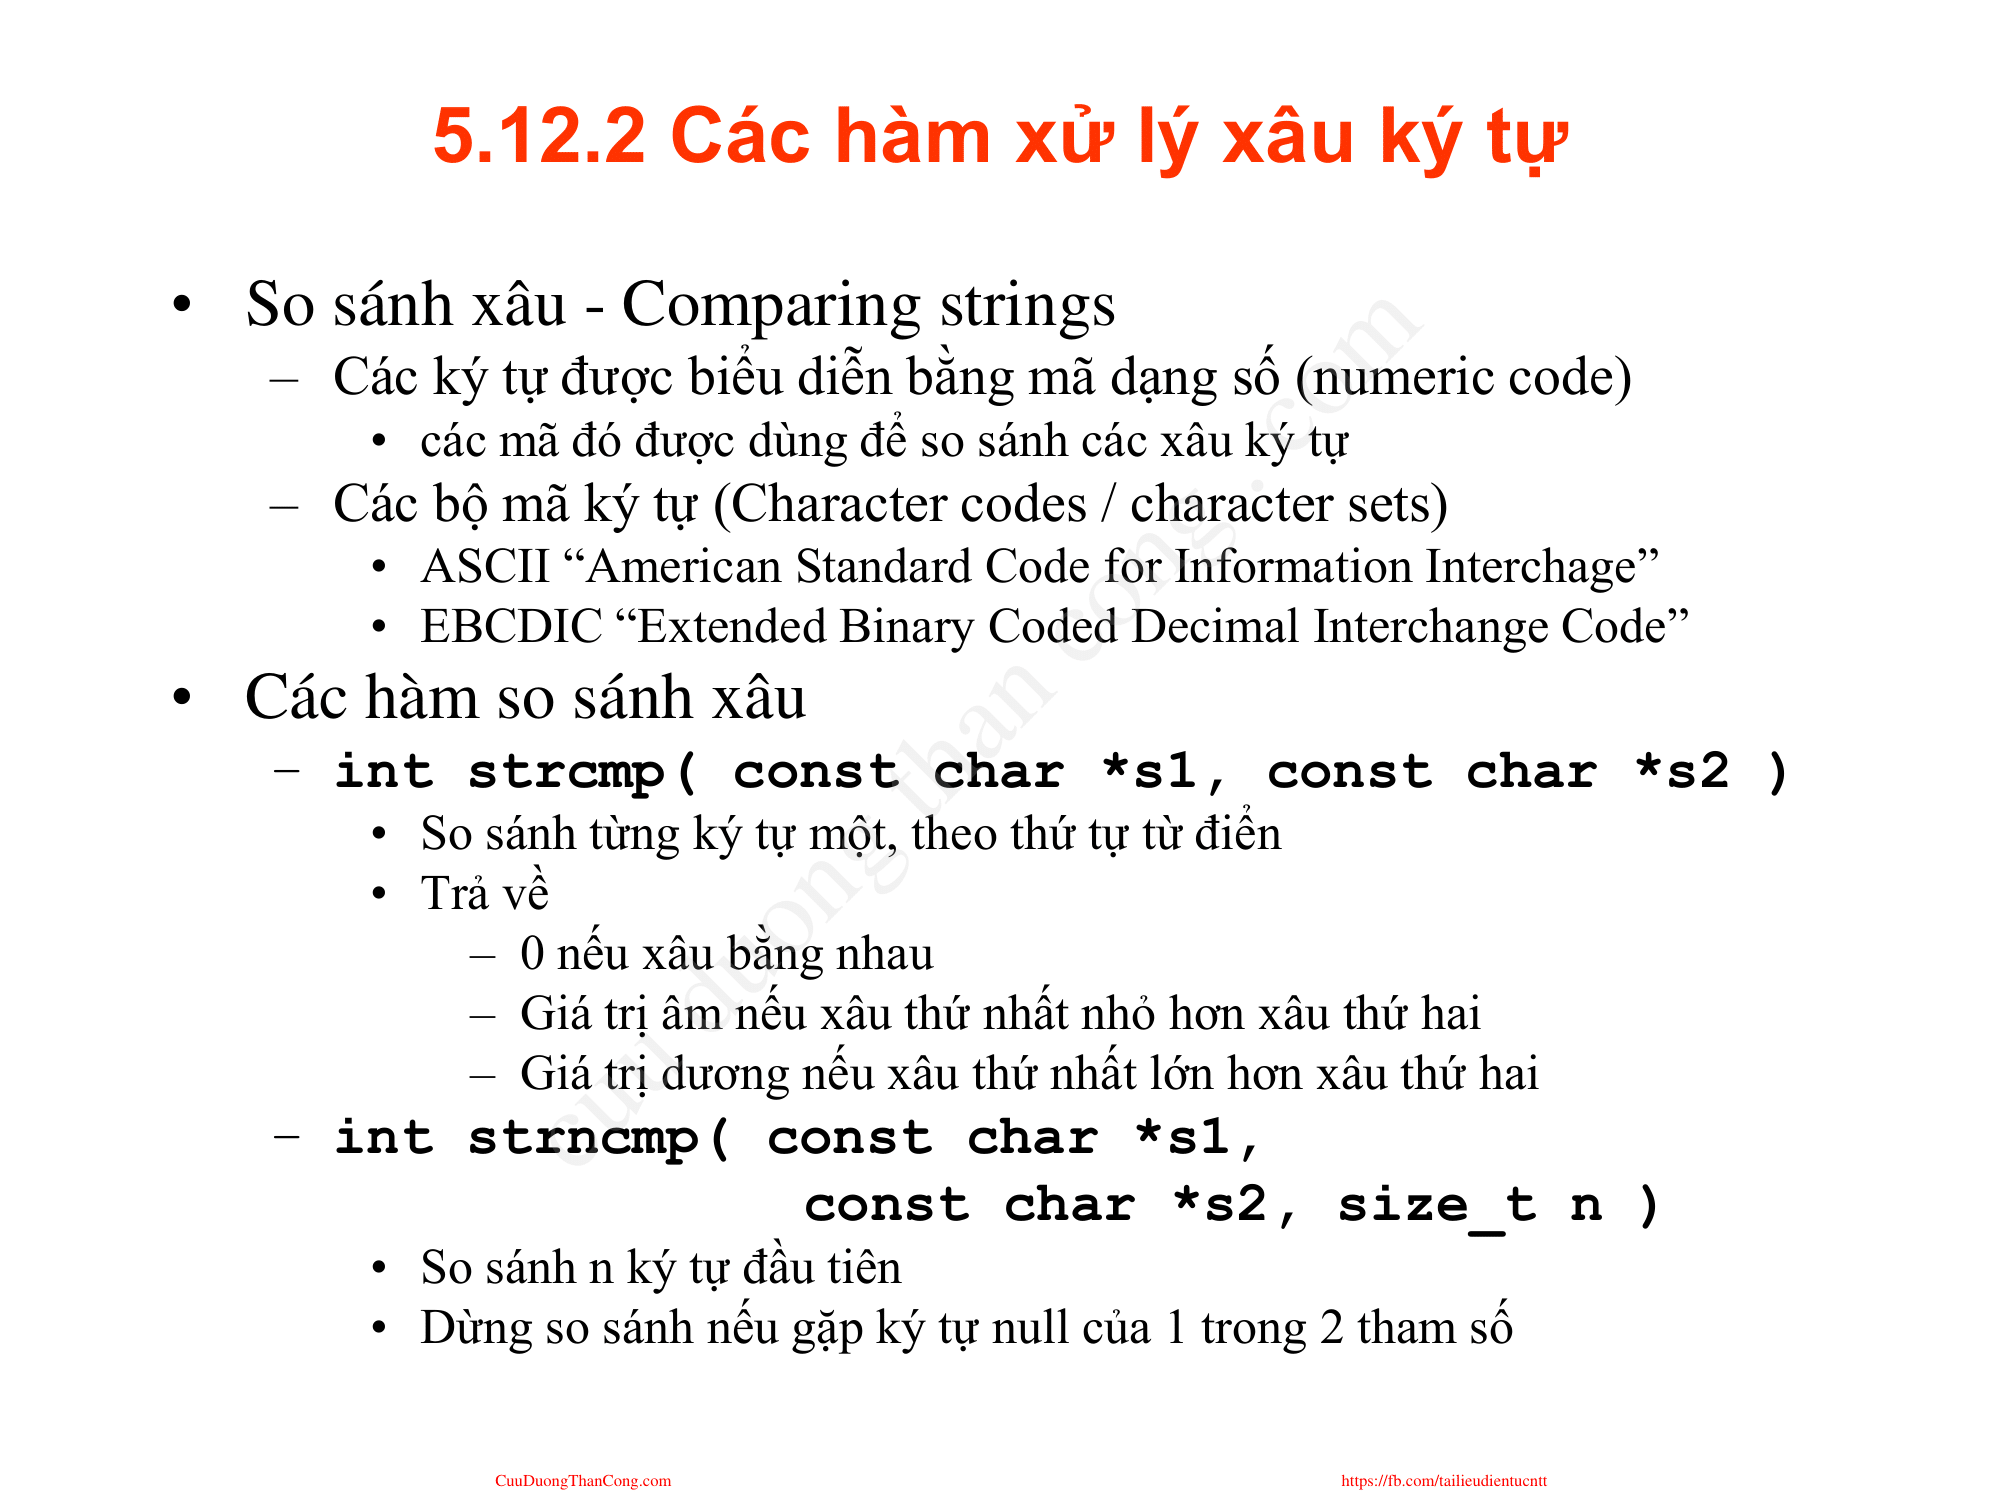 5.12.2 Các hàm xử lý xâu ký tự
• So sánh xâu - Comparing strings
– Các ký tự được biểu diễn bằng mã dạng số (numeric code)
• các mã đó được dùng để so sánh các xâu ký tự
– Các bộ mã ký tự (Character codes / character sets)
• ASCII “American Standard Code for Information Interchage”
• EBCDIC “Extended Binary Coded Decimal Interchange Code”
• Các hàm so sánh xâu
– int strcmp( const char *s1, const char *s2 )
• So sánh từng ký tự một, theo thứ tự từ điển
• Trả về
– 0 nếu xâu bằng nhau
– Giá trị âm nếu xâu thứ nhất nhỏ hơn xâu thứ hai
– Giá trị dương nếu xâu thứ nhất lớn hơn xâu thứ hai
– int strncmp( const char *s1,
const char *s2, size_t n )
• So sánh n ký tự đầu tiên
• Dừng so sánh nếu gặp ký tự null của 1 trong 2 tham số
cuu duong than cong . com
CuuDuongThanCong.com
https://fb.com/tailieudientucntt